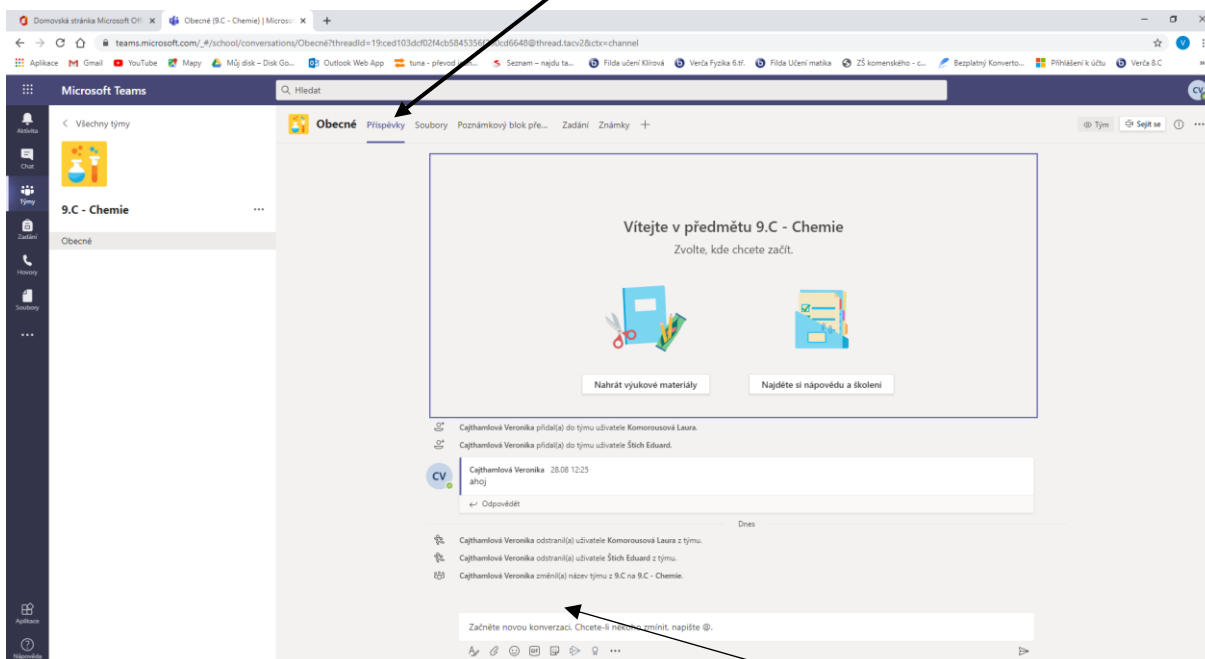 Domovská stránka Microsoft Offi
Obecné (9.C - Chemie) | Microso
teams.microsoft.com/_#/school/conversations/Obecné?threadId=19:ced103dcf02f4cb5845356f
Aplikace Gmail YouTube Mapy Můj disk – Disk Go... Outlook Web App tuna - převod Seznam – najdu ta... Filda učení Klírová Verča Fyzika 6.tř. Filda Učení matika ZŠ komenského - c... Bezplatný Konverto... Přihlášení k účtu Verča 8.C
Microsoft Teams
Hledat
CV
Aktivita
Chat
Týmy
Zadání
Hovory
Soubory
Aplikace
Nápověda
Všechny týmy
9.C - Chemie
Obecné
Obecné Příspěvky Soubory Poznámkový blok pře... Zadání Známky +
Tým Sejít se
Vítejte v předmětu 9.C - Chemie
Zvolte, kde chcete začít.
Nahrát výukové materiály
Najděte si nápovědu a školení
Cajthamlová Veronika přidal(a) do týmu uživatele Komorousová Laura.
Cajthamlová Veronika přidal(a) do týmu uživatele Štich Eduard.
CV
Cajthamlová Veronika 28.08 12:25
ahoj
Odpovědět
Dnes
Cajthamlová Veronika odstranil(a) uživatele Komorousová Laura z týmu.
Cajthamlová Veronika odstranil(a) uživatele Štich Eduard z týmu.
Cajthamlová Veronika změnil(a) název týmu z 9.C na 9.C - Chemie.
Začněte novou konverzaci. Chcete-li někoho zmínit, napište @.